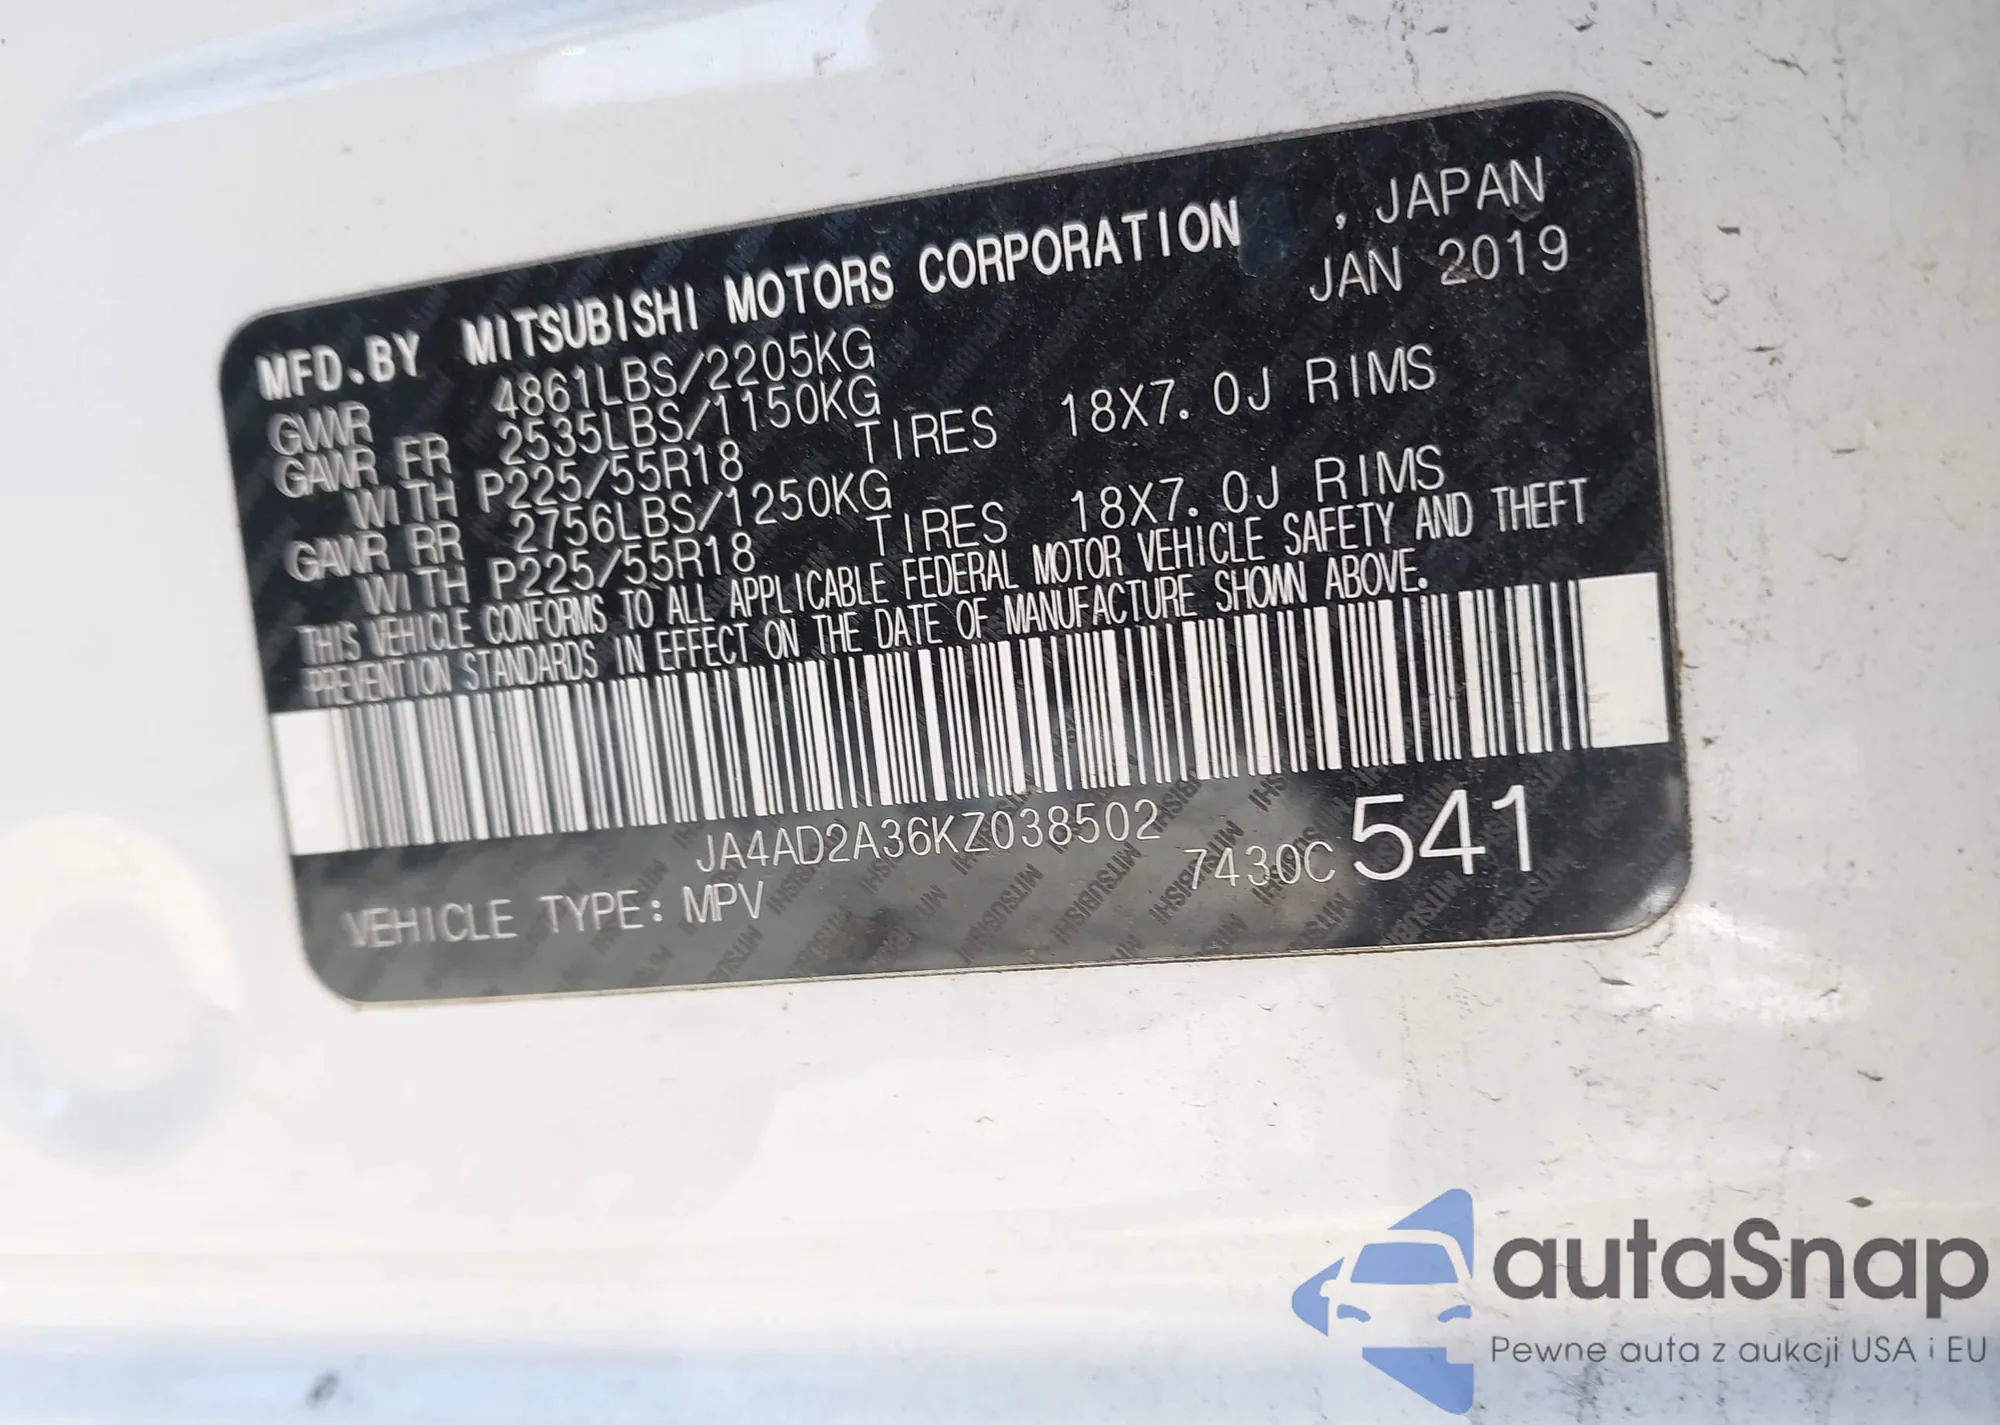 MFD.BY MITSUBISHI MOTORS CORPORATION , JAPAN
GVWR 4861LBS/2205KG JAN 2019
GAWR FR 2535LBS/1150KG
WITH P225/55R18 TIRES 18X7.0J RIMS
GAWR RR 2756LBS/1250KG
WITH P225/55R18 TIRES 18X7.0J RIMS
THIS VEHICLE CONFORMS TO ALL APPLICABLE FEDERAL MOTOR VEHICLE SAFETY AND THEFT
PREVENTION STANDARDS IN EFFECT ON THE DATE OF MANUFACTURE SHOWN ABOVE.
JA4AD2A36KZ038502
VEHICLE TYPE: MPV 7430C 541
autaSnap
Pewne auta z aukcji USA i EU